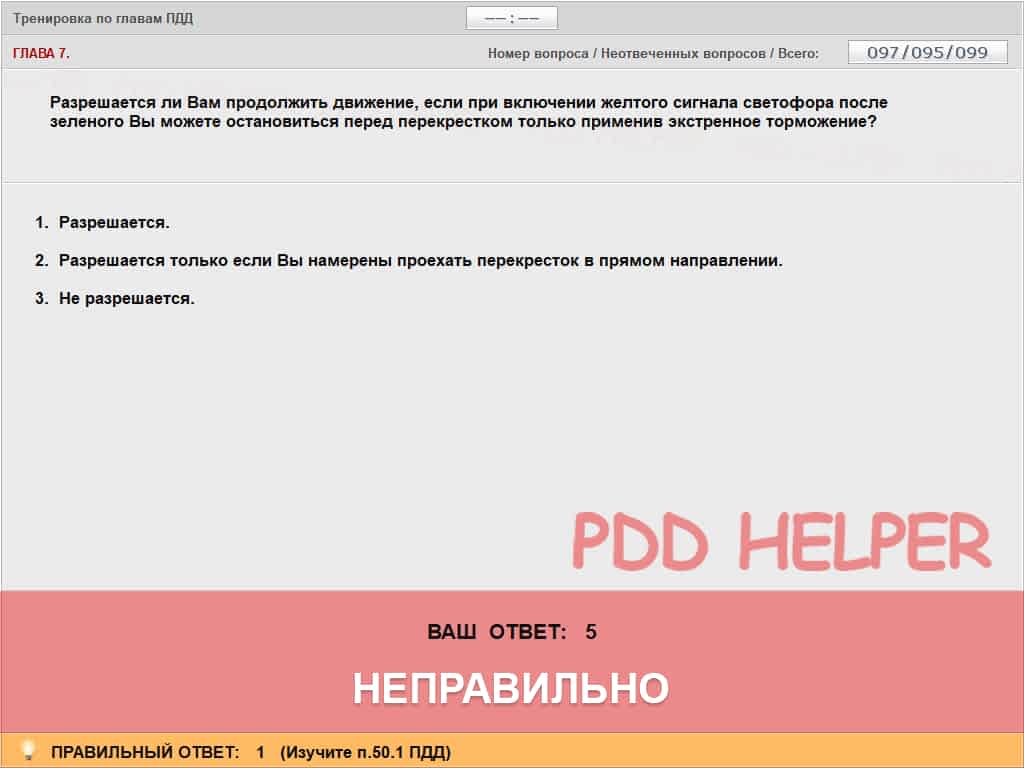 Тренировка по главам ПДД
–– : ––
ГЛАВА 7.
Номер вопроса / Неотвеченных вопросов / Всего: 097/095/099
Разрешается ли Вам продолжить движение, если при включении желтого сигнала светофора после
зеленого Вы можете остановиться перед перекрестком только применив экстренное торможение?
1. Разрешается.
2. Разрешается только если Вы намерены проехать перекресток в прямом направлении.
3. Не разрешается.
PDD HELPER
ВАШ ОТВЕТ: 5
НЕПРАВИЛЬНО
ПРАВИЛЬНЫЙ ОТВЕТ: 1 (Изучите п.50.1 ПДД)